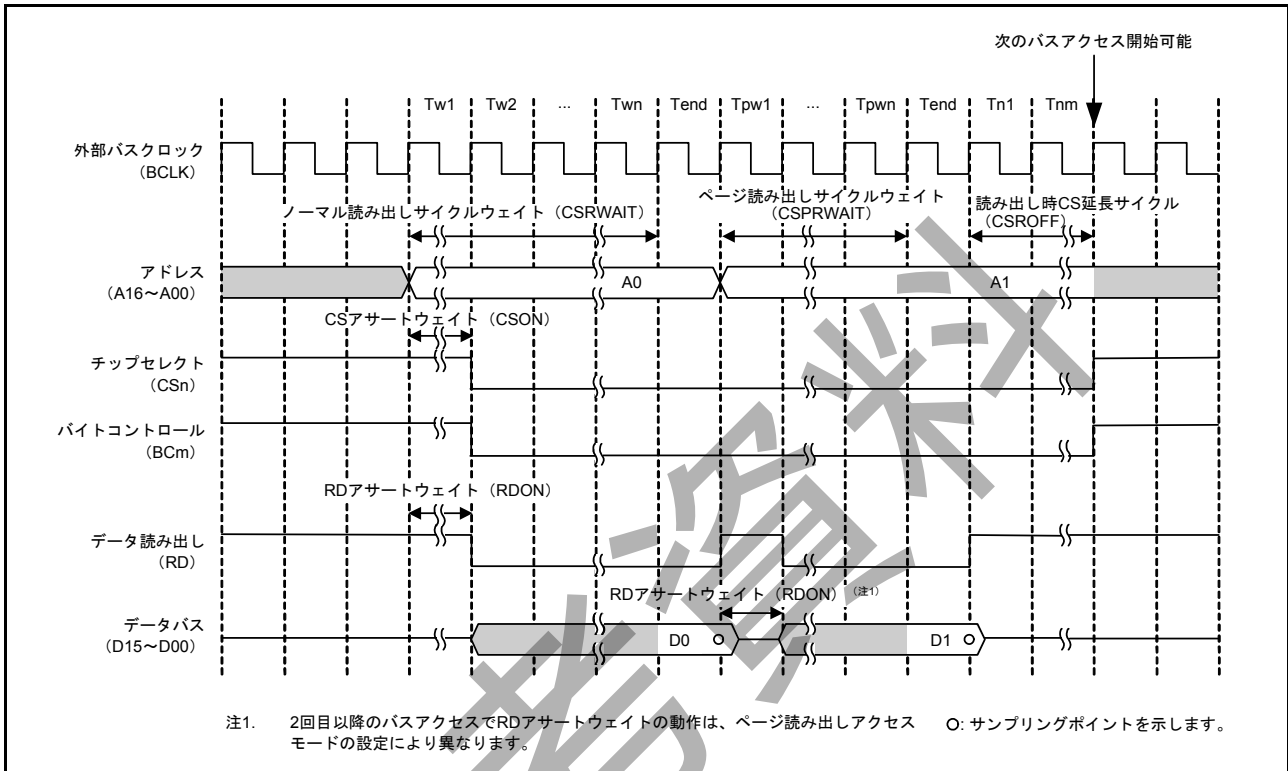 次のバスアクセス開始可能
Tw1 Tw2 ... Twn Tend Tpw1 ... Tpwn Tend Tn1 Tnm
外部バスクロック
（BCLK）
ノーマル読み出しサイクルウェイト（CSRWAIT）
ページ読み出しサイクルウェイト
（CSPRWAIT）
読み出し時CS延長サイクル
（CSROFF）
アドレス
（A16～A00）
A0
A1
CSアサートウェイト（CSON）
チップセレクト
（CSn）
バイトコントロール
（BCm）
RDアサートウェイト（RDON）
データ読み出し
（RD）
RDアサートウェイト（RDON）（注1）
データバス
（D15～D00）
D0
D1
注1. 2回目以降のバスアクセスでRDアサートウェイトの動作は、ページ読み出しアクセス
モードの設定により異なります。
O: サンプリングポイントを示します。
考資料